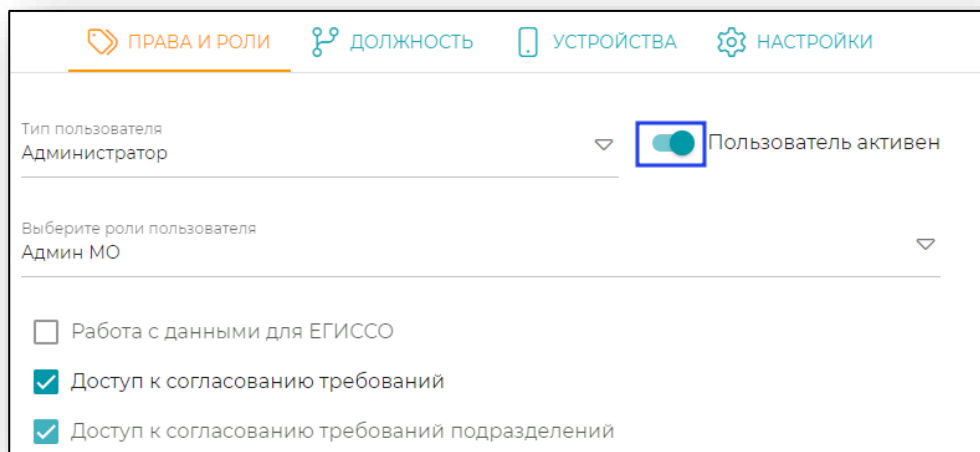 ПРАВА И РОЛИ ДОЛЖНОСТЬ УСТРОЙСТВА НАСТРОЙКИ
Тип пользователя
Администратор
Пользователь активен
Выберите роли пользователя
Админ МО
Работа с данными для ЕГИССО
Доступ к согласованию требований
Доступ к согласованию требований подразделений